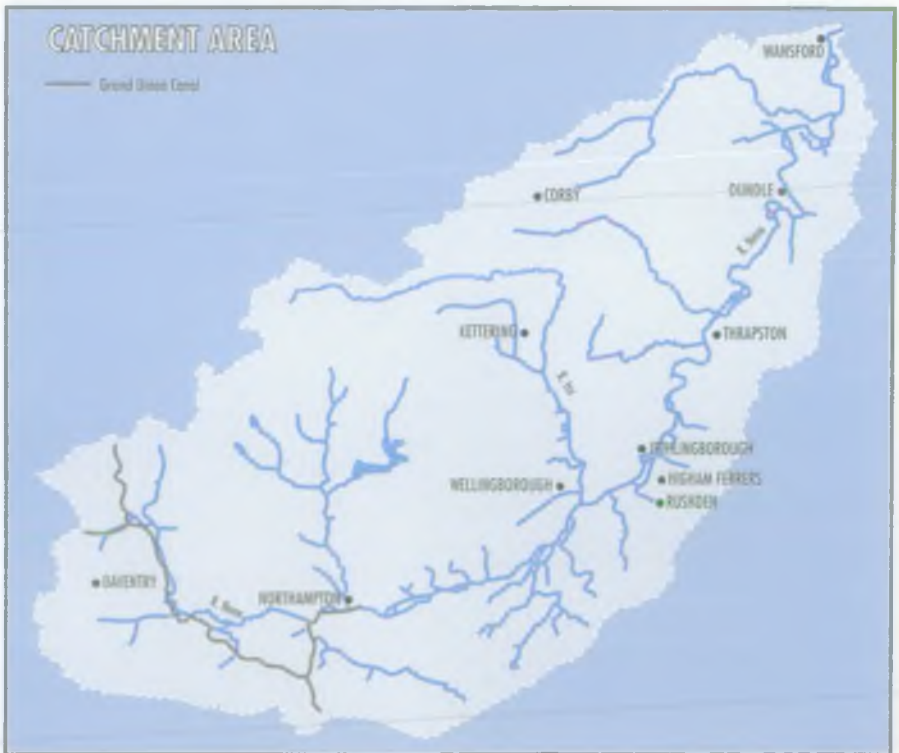 CATCHMENT AREA
Grand Union Canal
WANSFORD
CORBY
OUNDLE
R. Nene
KETTERING
THRAPSTON
R. Ise
IRTHLINGBOROUGH
WELLINGBOROUGH
HIGHAM FERRERS
RUSHDEN
DAVENTRY
R. Nene
NORTHAMPTON